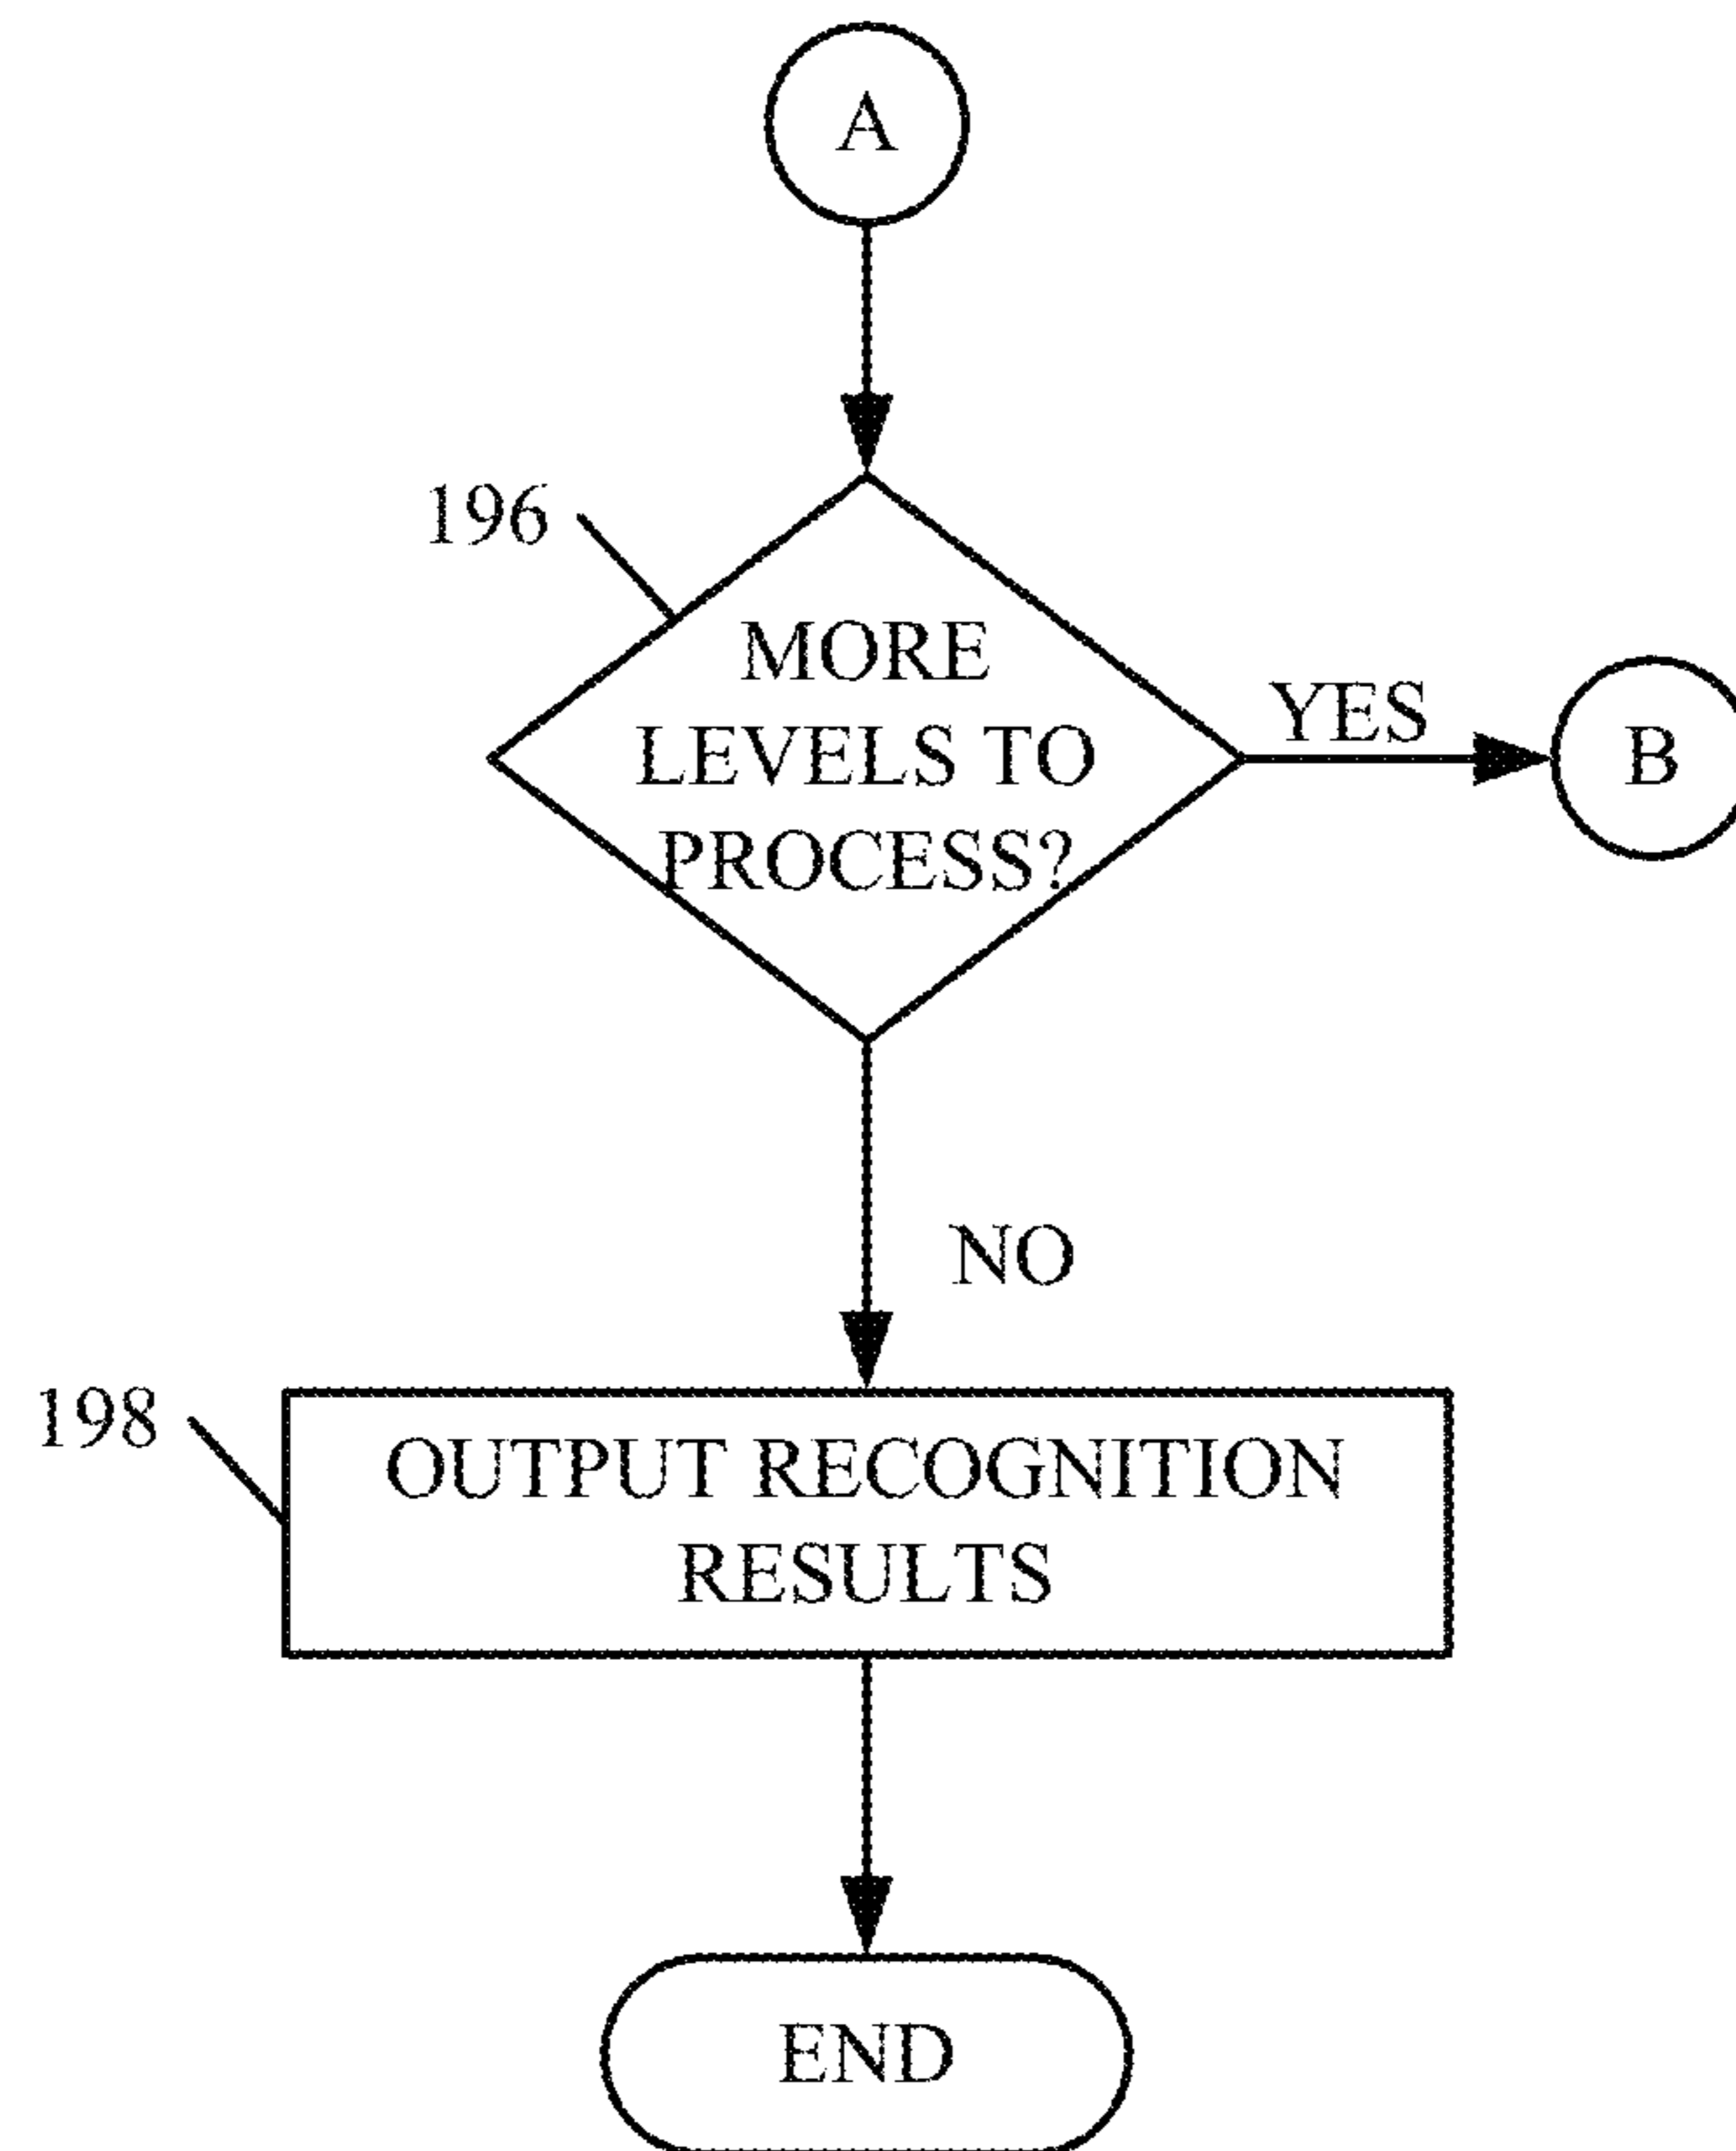 A
196
MORE
LEVELS TO
PROCESS?
YES
B
NO
198
OUTPUT RECOGNITION
RESULTS
END